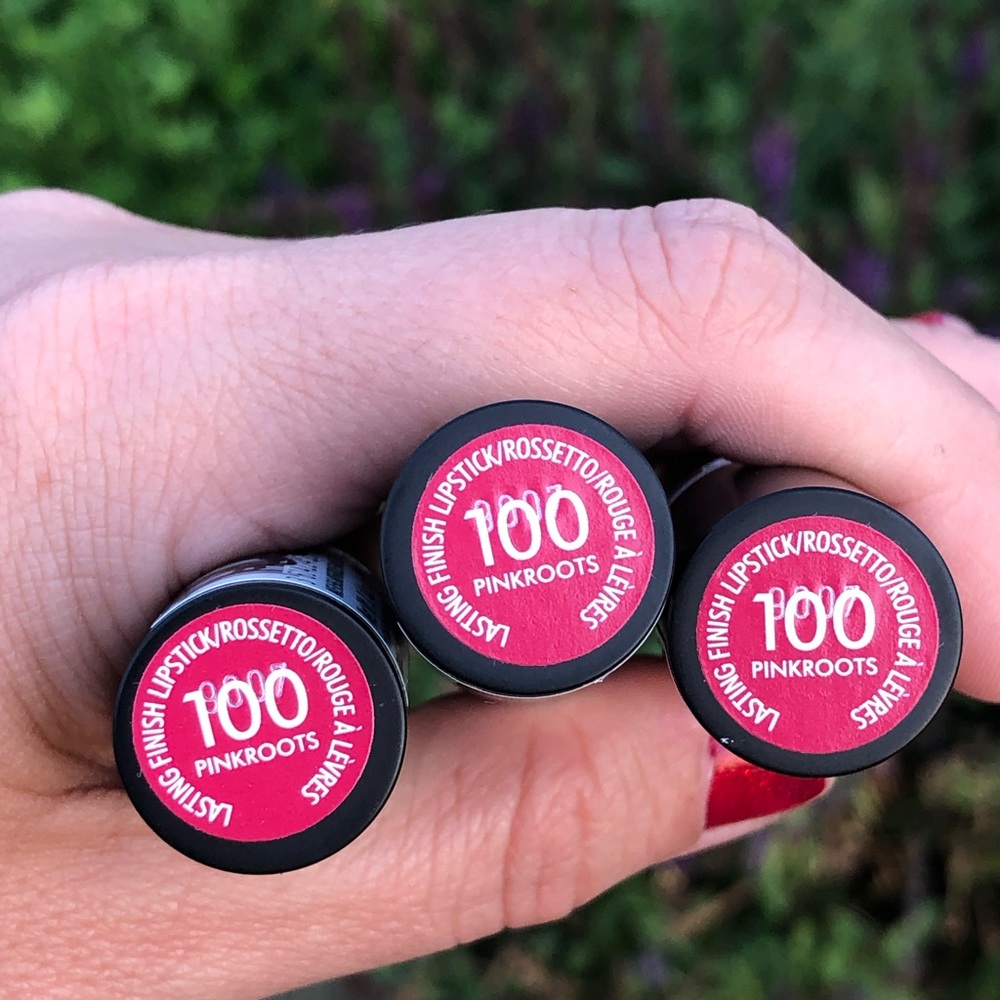 LASTING FINISH LIPSTICK/ROSSETTO/ROUGE À LÈVRES
100
PINKROOTS
LASTING FINISH LIPSTICK/ROSSETTO/ROUGE À LÈVRES
100
PINKROOTS
LASTING FINISH LIPSTICK/ROSSETTO/ROUGE À LÈVRES
100
PINKROOTS